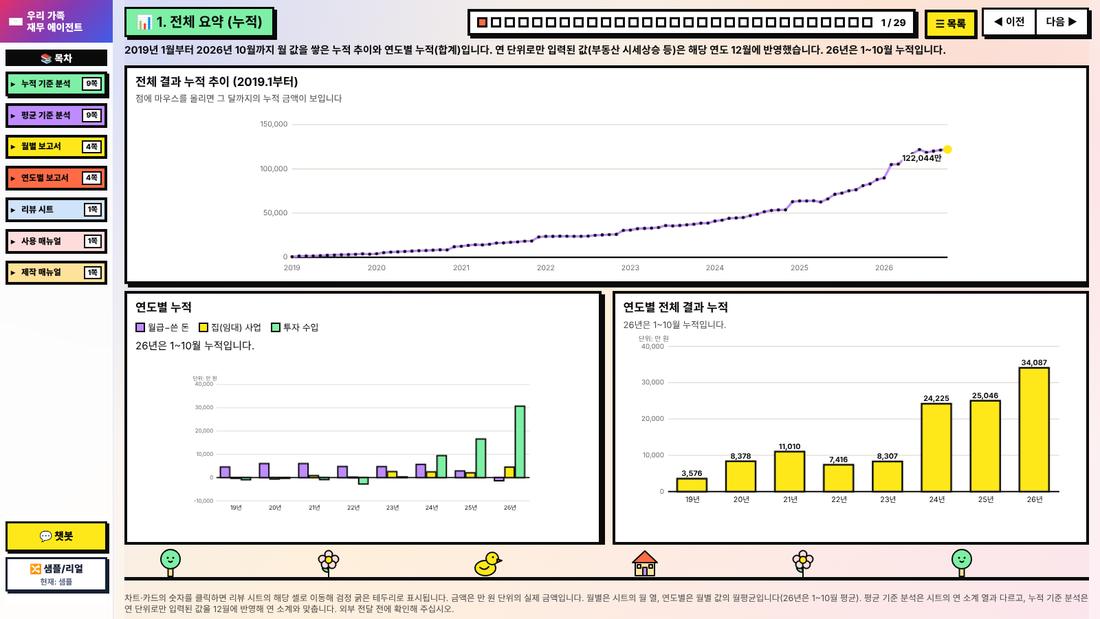 우리 가족
재무 에이전트
📚 목차
▶ 누적 기준 분석 9쪽
▶ 평균 기준 분석 9쪽
▶ 월별 보고서 4쪽
▶ 연도별 보고서 4쪽
▶ 리뷰 시트 1쪽
▶ 사용 매뉴얼 1쪽
▶ 제작 매뉴얼 1쪽
💬 챗봇
🔀 샘플/리얼
현재: 샘플
📊 1. 전체 요약 (누적)
1 / 29
☰ 목록
◀ 이전
다음 ▶
2019년 1월부터 2026년 10월까지 월 값을 쌓은 누적 추이와 연도별 누적(합계)입니다. 연 단위로만 입력된 값(부동산 시세상승 등)은 해당 연도 12월에 반영했습니다. 26년은 1~10월 누적입니다.
전체 결과 누적 추이 (2019.1부터)
점에 마우스를 올리면 그 달까지의 누적 금액이 보입니다
150,000
100,000
50,000
0
122,044만
2019 2020 2021 2022 2023 2024 2025 2026
연도별 누적
월급-쓴 돈 집(임대) 사업 투자 수입
26년은 1~10월 누적입니다.
단위: 만 원
40,000
30,000
20,000
10,000
0
-10,000
19년 20년 21년 22년 23년 24년 25년 26년
연도별 전체 결과 누적
26년은 1~10월 누적입니다.
단위: 만 원
40,000
30,000
20,000
10,000
0
3,576 8,378 11,010 7,416 8,307 24,225 25,046 34,087
19년 20년 21년 22년 23년 24년 25년 26년
차트·카드의 숫자를 클릭하면 리뷰 시트의 해당 셀로 이동해 검정 굵은 테두리로 표시됩니다. 금액은 만 원 단위의 실제 금액입니다. 월별은 시트의 월 열, 연도별은 월별 값의 월평균입니다(26년은 1~10월 평균). 평균 기준 분석은 시트의 연 소계 열과 다르고, 누적 기준 분석은
연 단위로만 입력된 값을 12월에 반영해 연 소계와 맞춥니다. 외부 전달 전에 확인해 주십시오.